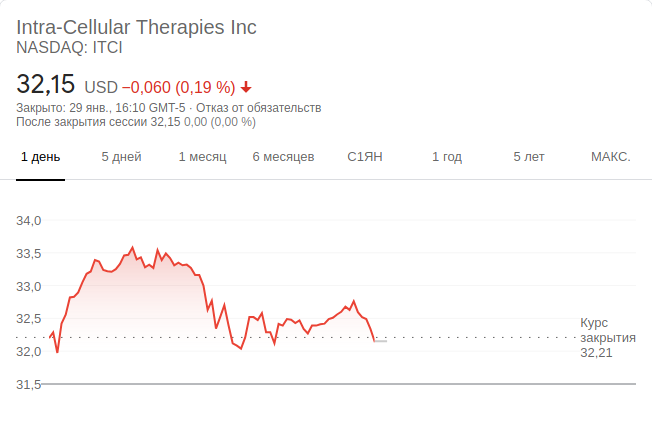 Intra-Cellular Therapies Inc
NASDAQ: ITCI
32,15 USD −0,060 (0,19 %)
Закрыто: 29 янв., 16:10 GMT-5 · Отказ от обязательств
После закрытия сессии 32,15 0,00 (0,00 %)
1 день 5 дней 1 месяц 6 месяцев С1ЯН 1 год 5 лет МАКС.
34,0
33,5
33,0
32,5
32,0
31,5
Курс
закрытия
32,21